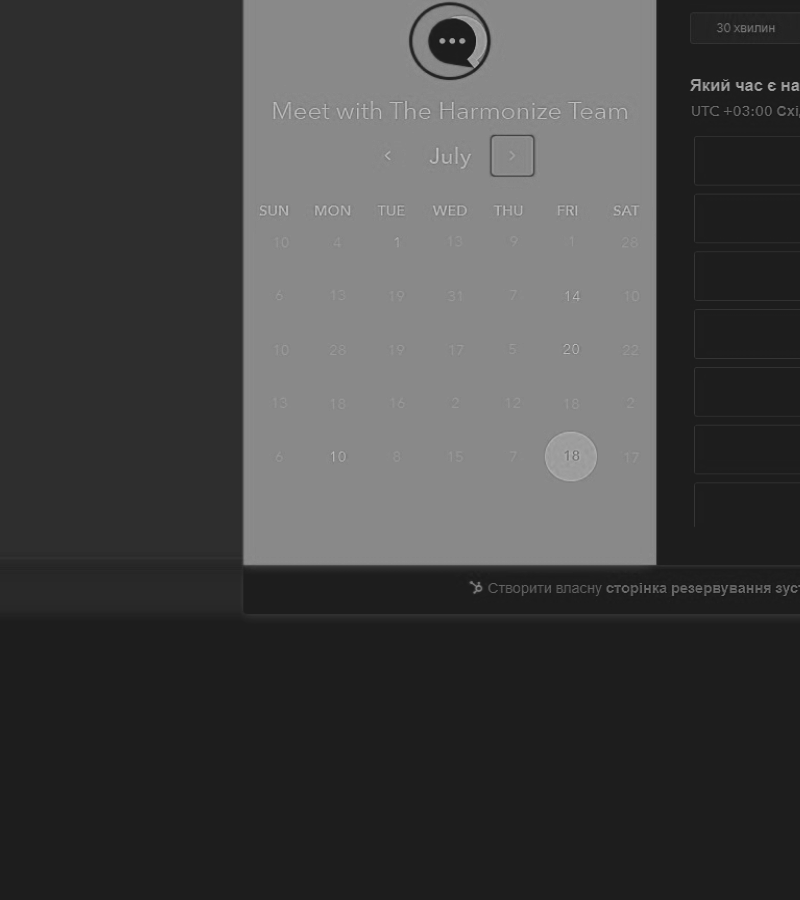 30 хвилин
Meet with The Harmonize Team
Який час є на
July
UTC +03:00 Схі
SUN MON TUE WED THU FRI SAT
10 4 1 13 9 1 28
6 13 19 31 7 14 10
10 28 19 17 5 20 22
13 18 16 2 12 18 2
6 10 8 15 7 18 17
Створити власну сторінка резервування зуст